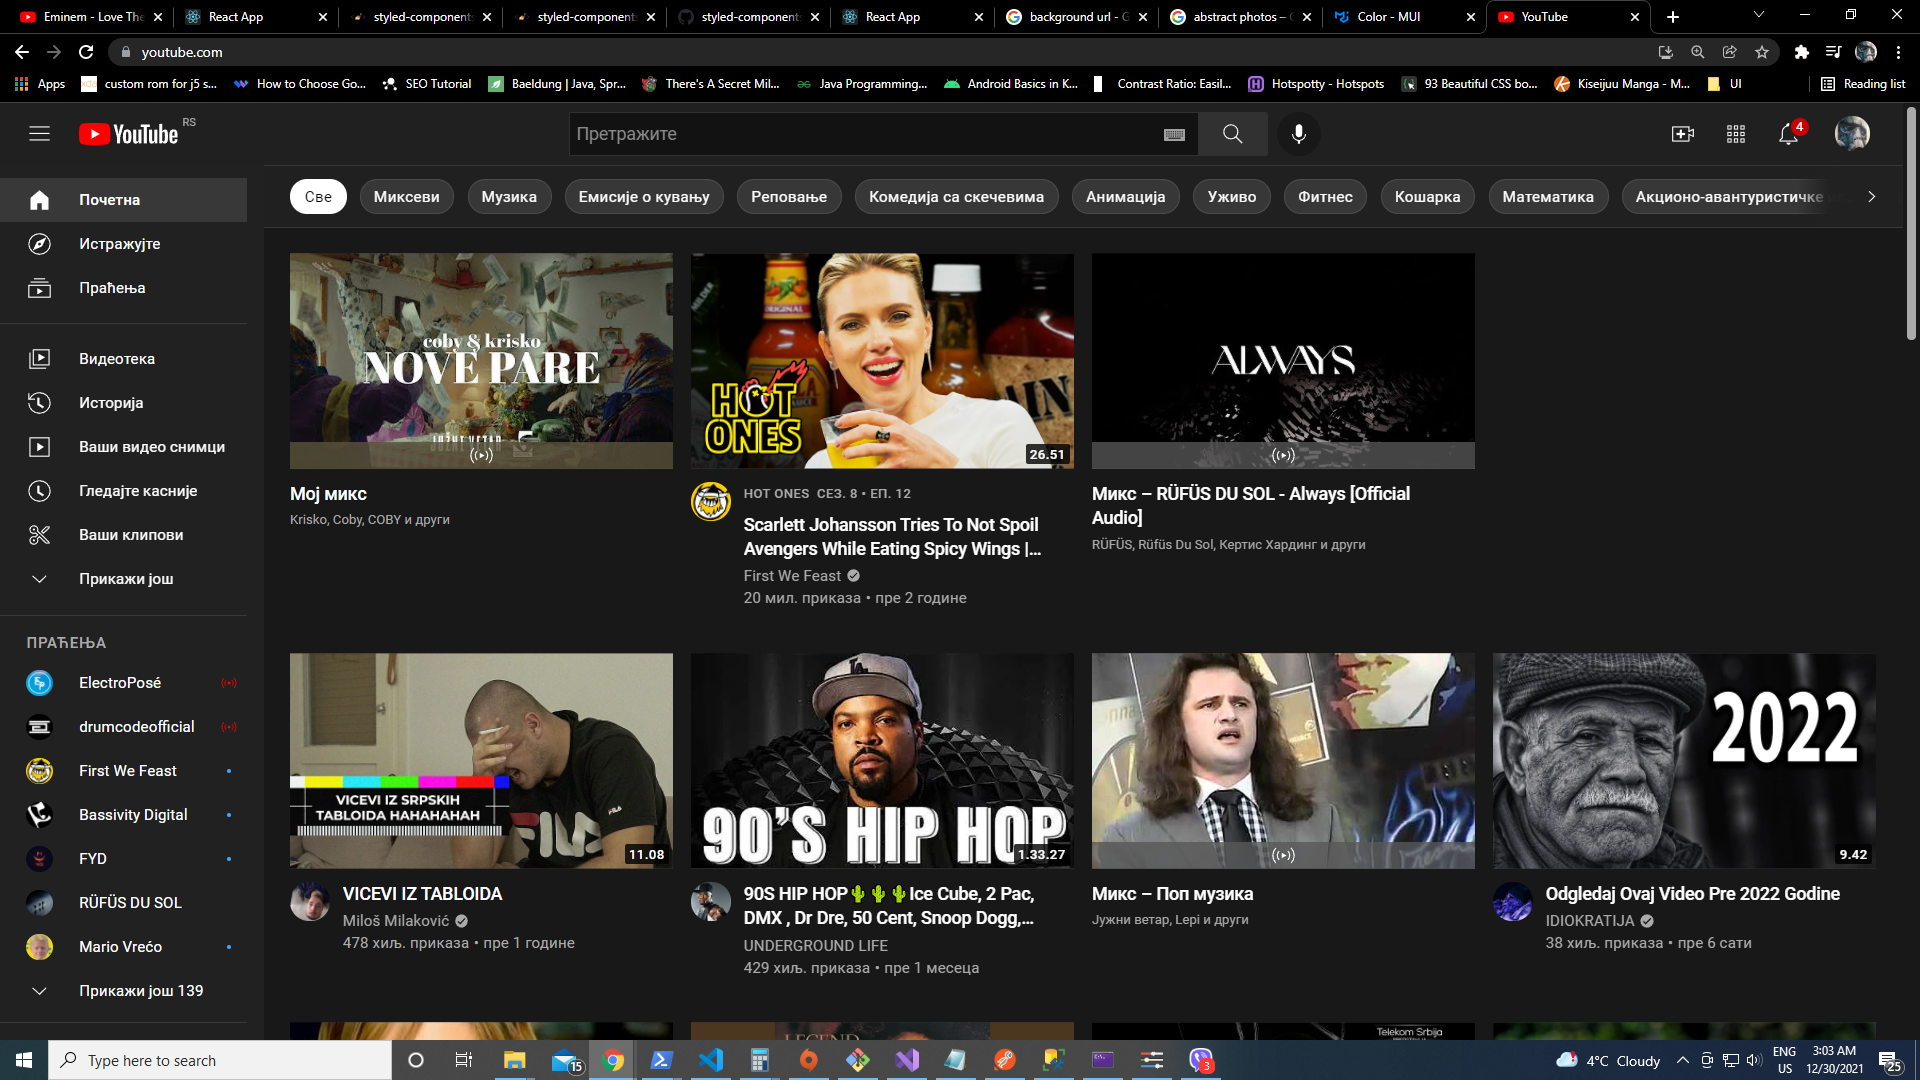 Eminem - Love The
React App
styled-component
styled-component
styled-component
React App
background url - G
abstract photos –
Color - MUI
YouTube
youtube.com
Apps
custom rom for j5 s...
How to Choose Go...
SEO Tutorial
Baeldung | Java, Spr...
There's A Secret Mil...
Java Programming...
Android Basics in K...
Contrast Ratio: Easil...
Hotspotty - Hotspots
93 Beautiful CSS bo...
Kiseijuu Manga - M...
UI
Reading list
YouTube RS
Претражите
4
Почетна
Истражујте
Праћења
Видеотека
Историја
Ваши видео снимци
Гледајте касније
Ваши клипови
Прикажи још
ПРАЋЕЊА
ElectroPosé
drumcodeofficial
First We Feast
Bassivity Digital
FYD
RÜFÜS DU SOL
Mario Vrećo
Прикажи још 139
Све
Миксеви
Музика
Емисије о кувању
Реповање
Комедија са скечевима
Анимација
Уживо
Фитнес
Кошарка
Математика
Акционо-авантуристичке
coby & krisko
NOVE PARE
Мој микс
Krisko, Coby, COBY и други
ORIGINAL
HOT
ONES
26.51
HOT ONES СЕЗ. 8 • ЕП. 12
Scarlett Johansson Tries To Not Spoil
Avengers While Eating Spicy Wings |...
First We Feast
20 мил. приказа • пре 2 године
ALWAYS
Микс – RÜFÜS DU SOL - Always [Official
Audio]
RÜFÜS, Rüfüs Du Sol, Кертис Хардинг и други
VICEVI IZ SRPSKIH
TABLOIDA HAHAHAHAH
FILA
11.08
VICEVI IZ TABLOIDA
Miloš Milaković
478 хиљ. приказа • пре 1 године
LA
90'S HIP HOP
1.33.27
90S HIP HOP🌵🌵🌵Ice Cube, 2 Pac,
DMX , Dr Dre, 50 Cent, Snoop Dogg,...
UNDERGROUND LIFE
429 хиљ. приказа • пре 1 месеца
Микс – Поп музика
Јужни ветар, Lepi и други
2022
9.42
Odgledaj Ovaj Video Pre 2022 Godine
IDIOKRATIJA
38 хиљ. приказа • пре 6 сати
LEGEND
Telekom Srbija
Type here to search
15
3
4°C Cloudy
ENG
US
3:03 AM
12/30/2021
25